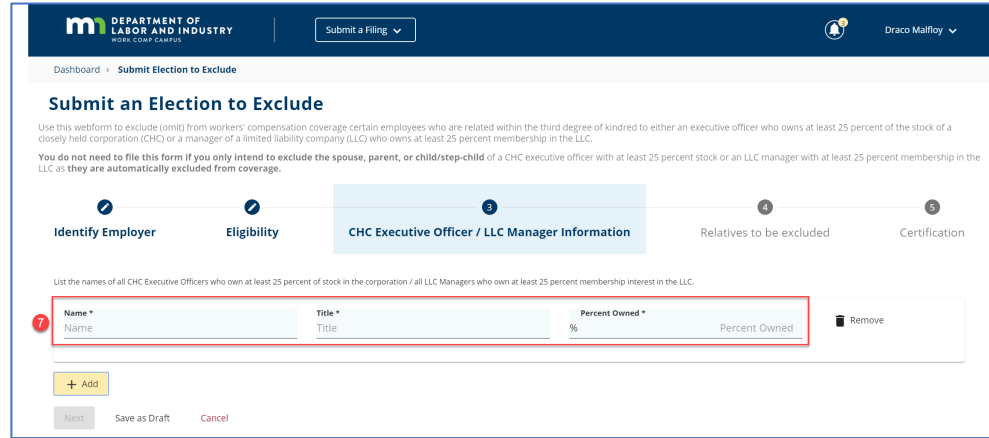 DEPARTMENT OF
LABOR AND INDUSTRY
WORK COMP CAMPUS
Submit a Filing
3
Draco Malfloy
Dashboard › Submit Election to Exclude
Submit an Election to Exclude
Use this webform to exclude (omit) from workers' compensation coverage certain employees who are related within the third degree of kindred to either an executive officer who owns at least 25 percent of the stock of a
closely held corporation (CHC) or a manager of a limited liability company (LLC) who owns at least 25 percent membership in the LLC.
You do not need to file this form if you only intend to exclude the spouse, parent, or child/step-child of a CHC executive officer with at least 25 percent stock or an LLC manager with at least 25 percent membership in the
LLC as they are automatically excluded from coverage.
3 4 5
Identify Employer Eligibility CHC Executive Officer / LLC Manager Information Relatives to be excluded Certification
List the names of all CHC Executive Officers who own at least 25 percent of stock in the corporation / all LLC Managers who own at least 25 percent membership interest in the LLC.
Name * Title * Percent Owned *
7 Name Title % Percent Owned Remove
+ Add
Next Save as Draft Cancel